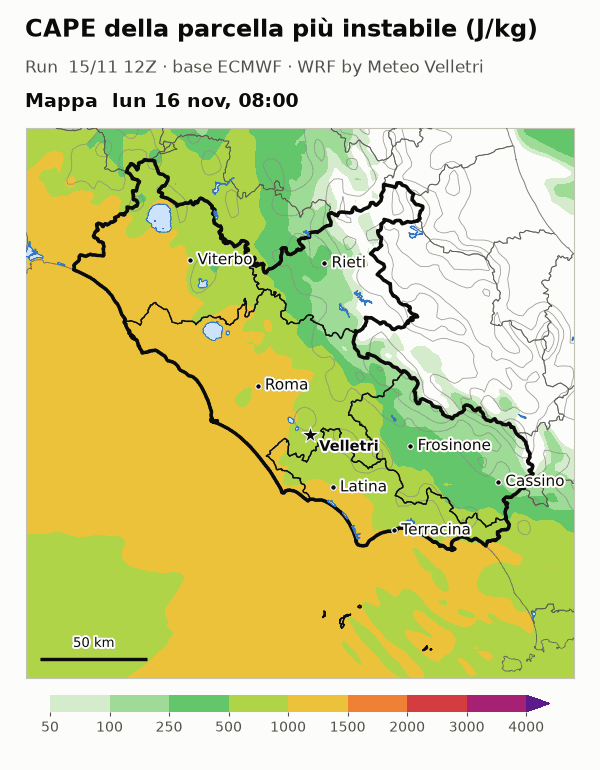 CAPE della parcella più instabile (J/kg)
Run 15/11 12Z · base ECMWF · WRF by Meteo Velletri
Mappa lun 16 nov, 08:00
Viterbo
Rieti
Roma
Velletri
Frosinone
Latina
Cassino
Terracina
50 km
50 100 250 500 1000 1500 2000 3000 4000